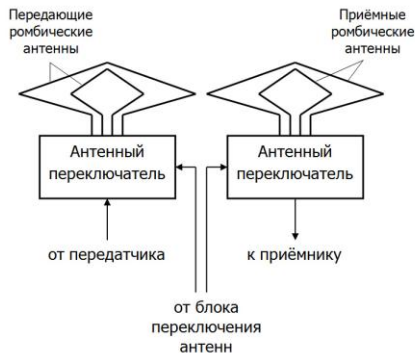 Передающие
ромбические
антенны
Приёмные
ромбические
антенны
Антенный
переключатель
Антенный
переключатель
от передатчика
к приёмнику
от блока
переключения
антенн